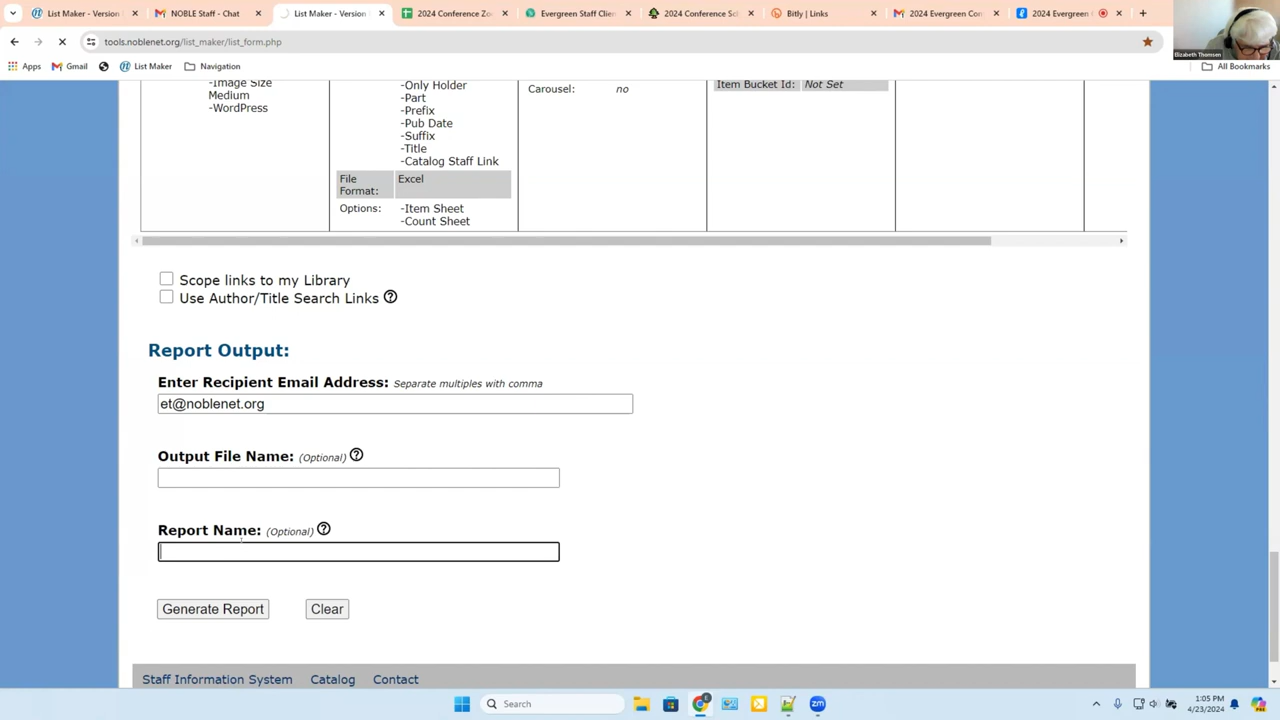 List Maker - Version
NOBLE Staff - Chat
List Maker - Version
2024 Conference Zo
Evergreen Staff Clien
2024 Conference Sc
Bitly | Links
2024 Evergreen Con
2024 Evergreen
tools.noblenet.org/list_maker/list_form.php
Elizabeth Thomsen
Apps
Gmail
List Maker
Navigation
All Bookmarks
-Image Size
Medium
-WordPress
-Only Holder
-Part
-Prefix
-Pub Date
-Suffix
-Title
-Catalog Staff Link
File
Format:
Excel
Options:
-Item Sheet
-Count Sheet
Carousel:
no
Item Bucket Id:
Not Set
Scope links to my Library
Use Author/Title Search Links
Report Output:
Enter Recipient Email Address: Separate multiples with comma
et@noblenet.org
Output File Name: (Optional)
Report Name: (Optional)
Generate Report
Clear
Staff Information System
Catalog
Contact
Search
1:05 PM
4/23/2024